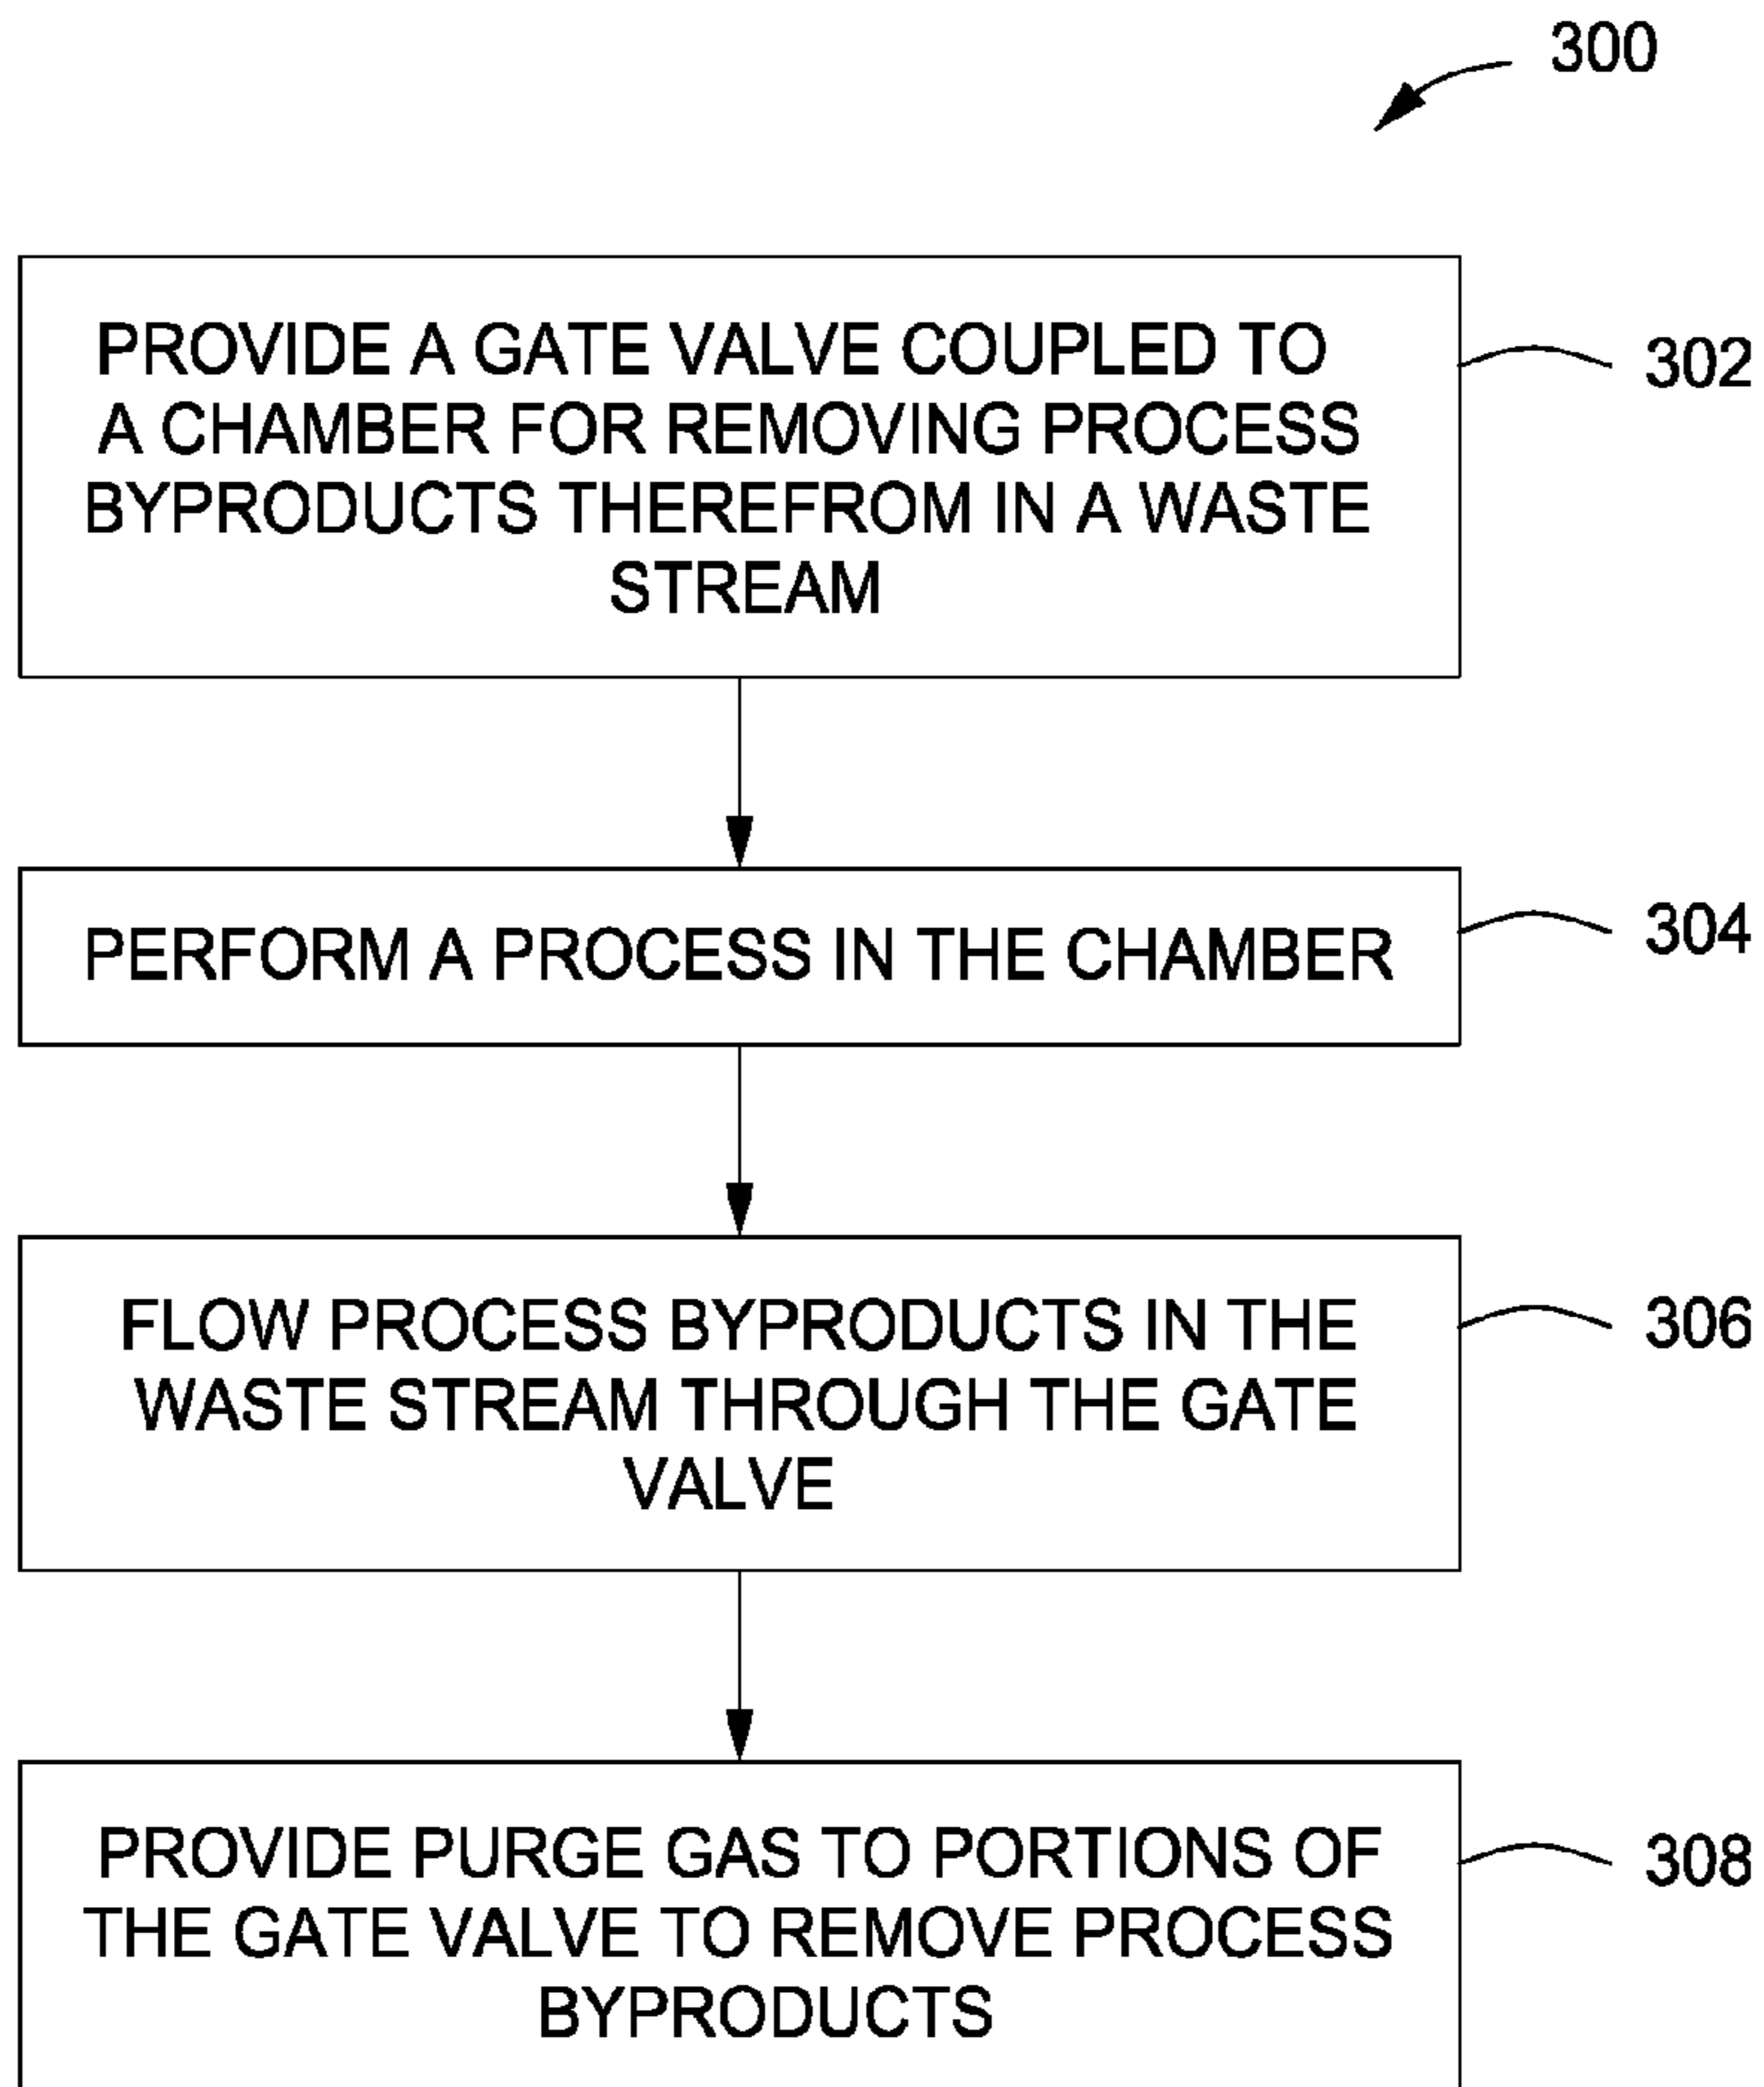 300
PROVIDE A GATE VALVE COUPLED TO
A CHAMBER FOR REMOVING PROCESS
BYPRODUCTS THEREFROM IN A WASTE
STREAM
302
PERFORM A PROCESS IN THE CHAMBER
304
FLOW PROCESS BYPRODUCTS IN THE
WASTE STREAM THROUGH THE GATE
VALVE
306
PROVIDE PURGE GAS TO PORTIONS OF
THE GATE VALVE TO REMOVE PROCESS
BYPRODUCTS
308